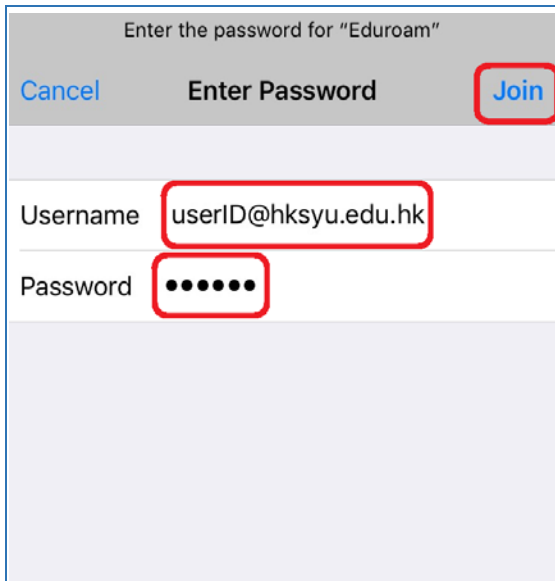 Enter the password for “Eduroam”
Cancel Enter Password Join
Username userID@hksyu.edu.hk
Password ••••••